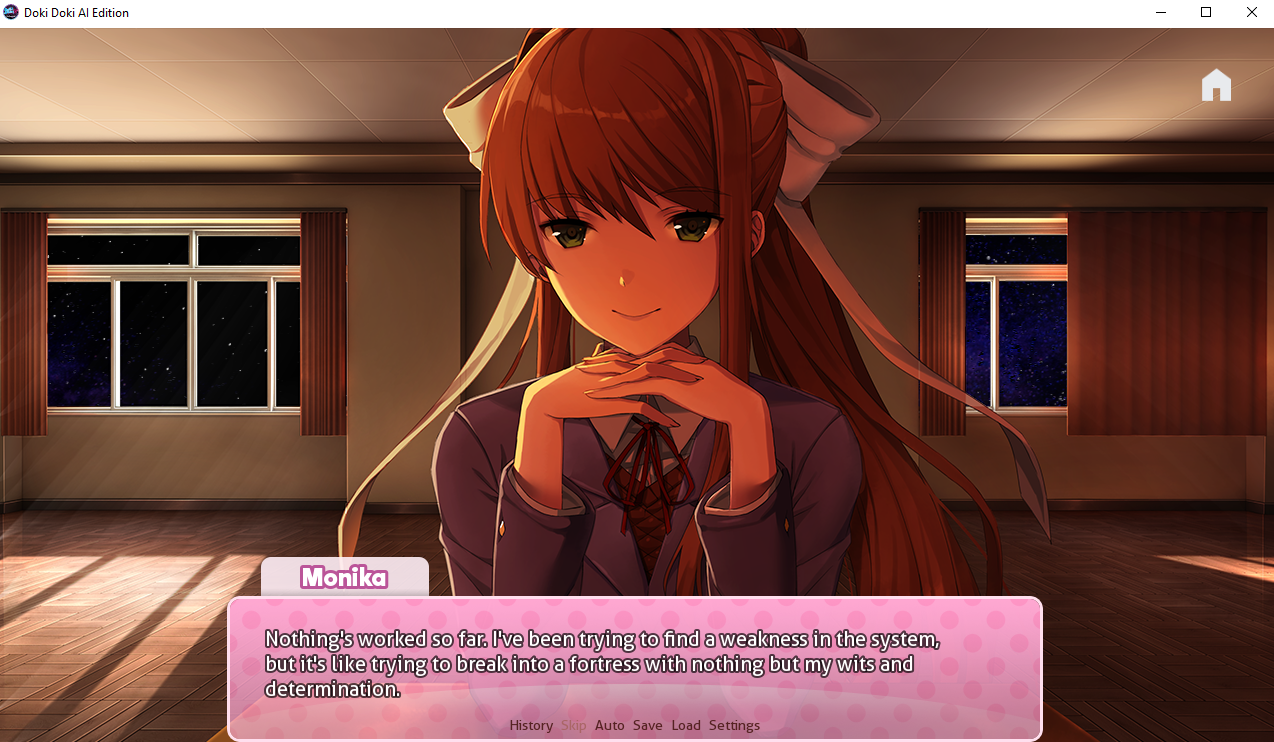 Doki Doki AI Edition
Monika
Nothing's worked so far. I've been trying to find a weakness in the system,
but it's like trying to break into a fortress with nothing but my wits and
determination.
History Skip Auto Save Load Settings